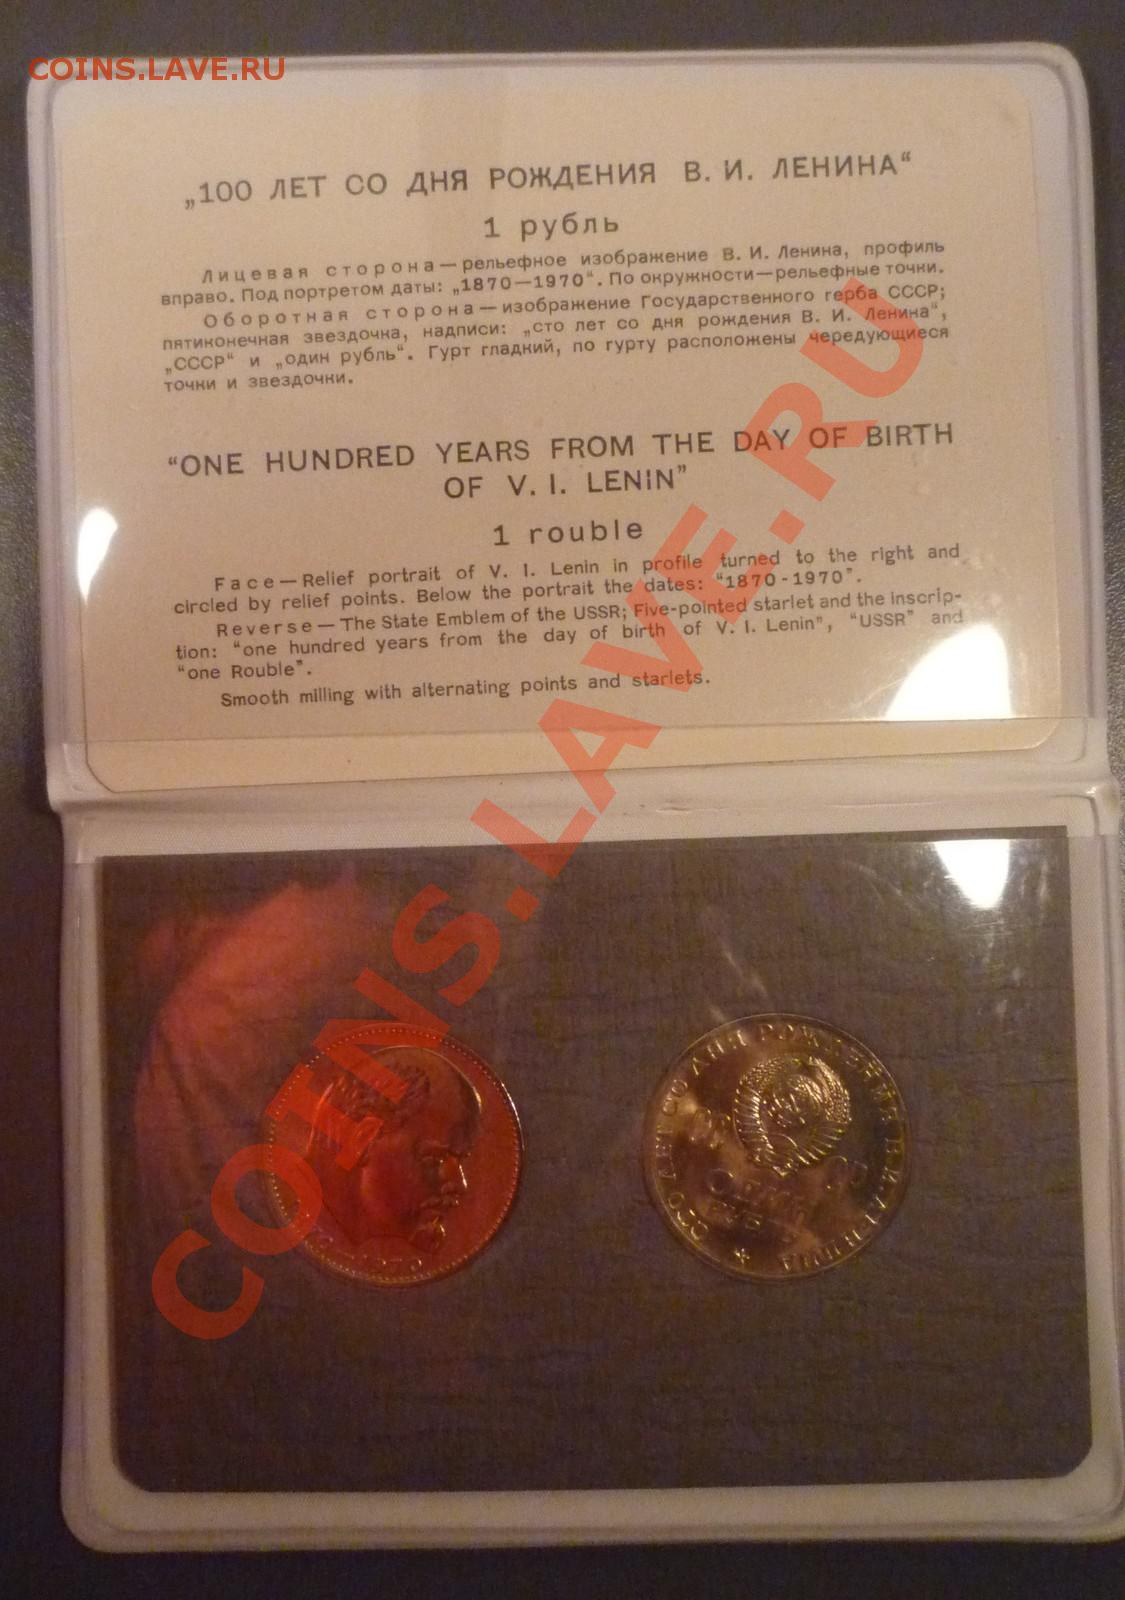 COINS.LAVE.RU
„100 ЛЕТ СО ДНЯ РОЖДЕНИЯ В. И. ЛЕНИНА“
1 рубль
Лицевая сторона—рельефное изображение В. И. Ленина, профиль
вправо. Под портретом даты: „1870—1970“. По окружности—рельефные точки.
Оборотная сторона—изображение Государственного герба СССР;
пятиконечная звездочка, надписи: „сто лет со дня рождения В. И. Ленина“,
„СССР“ и „один рубль“. Гурт гладкий, по гурту расположены чередующиеся
точки и звездочки.
“ONE HUNDRED YEARS FROM THE DAY OF BIRTH
OF V. I. LENIN”
1 rouble
Face—Relief portrait of V. I. Lenin in profile turned to the right and
circled by relief points. Below the portrait the dates: “1870-1970”.
Reverse—The State Emblem of the USSR; Five-pointed starlet and the inscrip-
tion: “one hundred years from the day of birth of V. I. Lenin”, “USSR” and
“one Rouble”.
Smooth milling with alternating points and starlets.
COINS.LAVE.RU
СО ДНЯ РОЖДЕНИЯ В.И.ЛЕНИНА